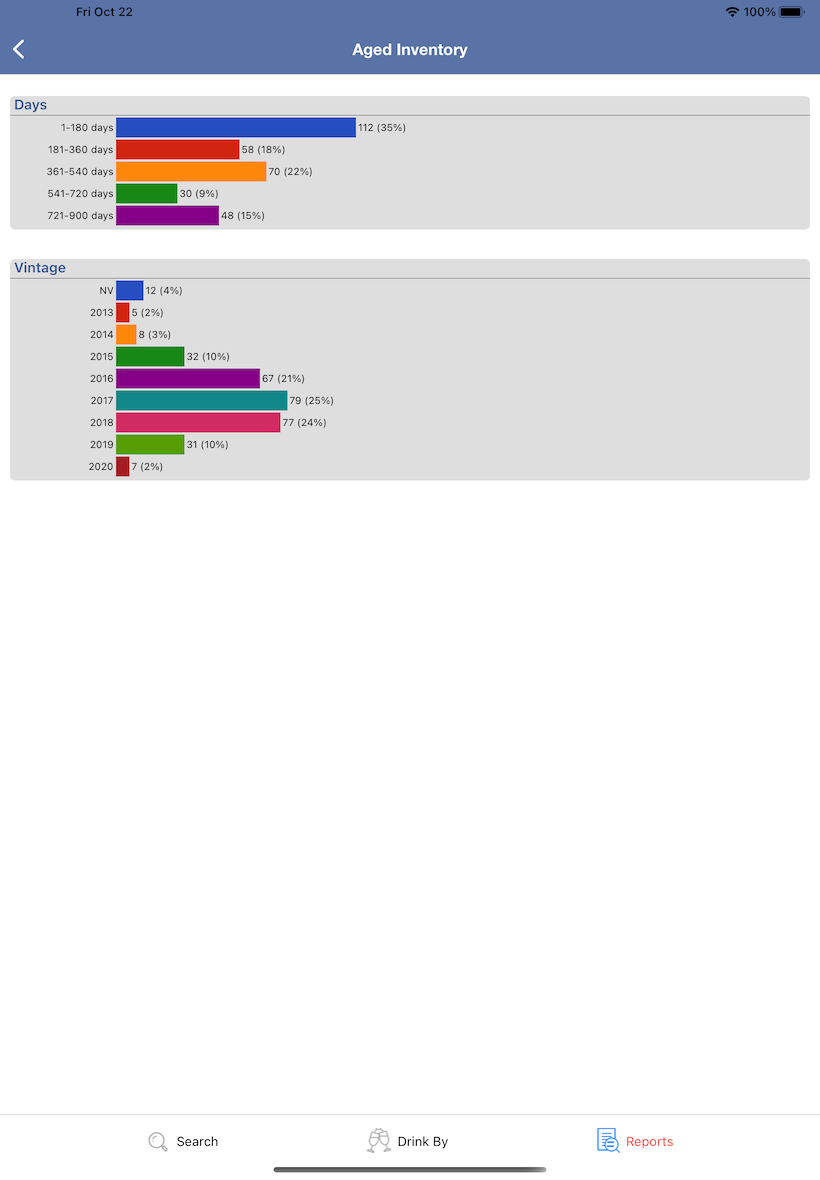 Fri Oct 22 100%
Aged Inventory
Days
1-180 days 112 (35%)
181-360 days 58 (18%)
361-540 days 70 (22%)
541-720 days 30 (9%)
721-900 days 48 (15%)
Vintage
NV 12 (4%)
2013 5 (2%)
2014 8 (3%)
2015 32 (10%)
2016 67 (21%)
2017 79 (25%)
2018 77 (24%)
2019 31 (10%)
2020 7 (2%)
Search Drink By Reports